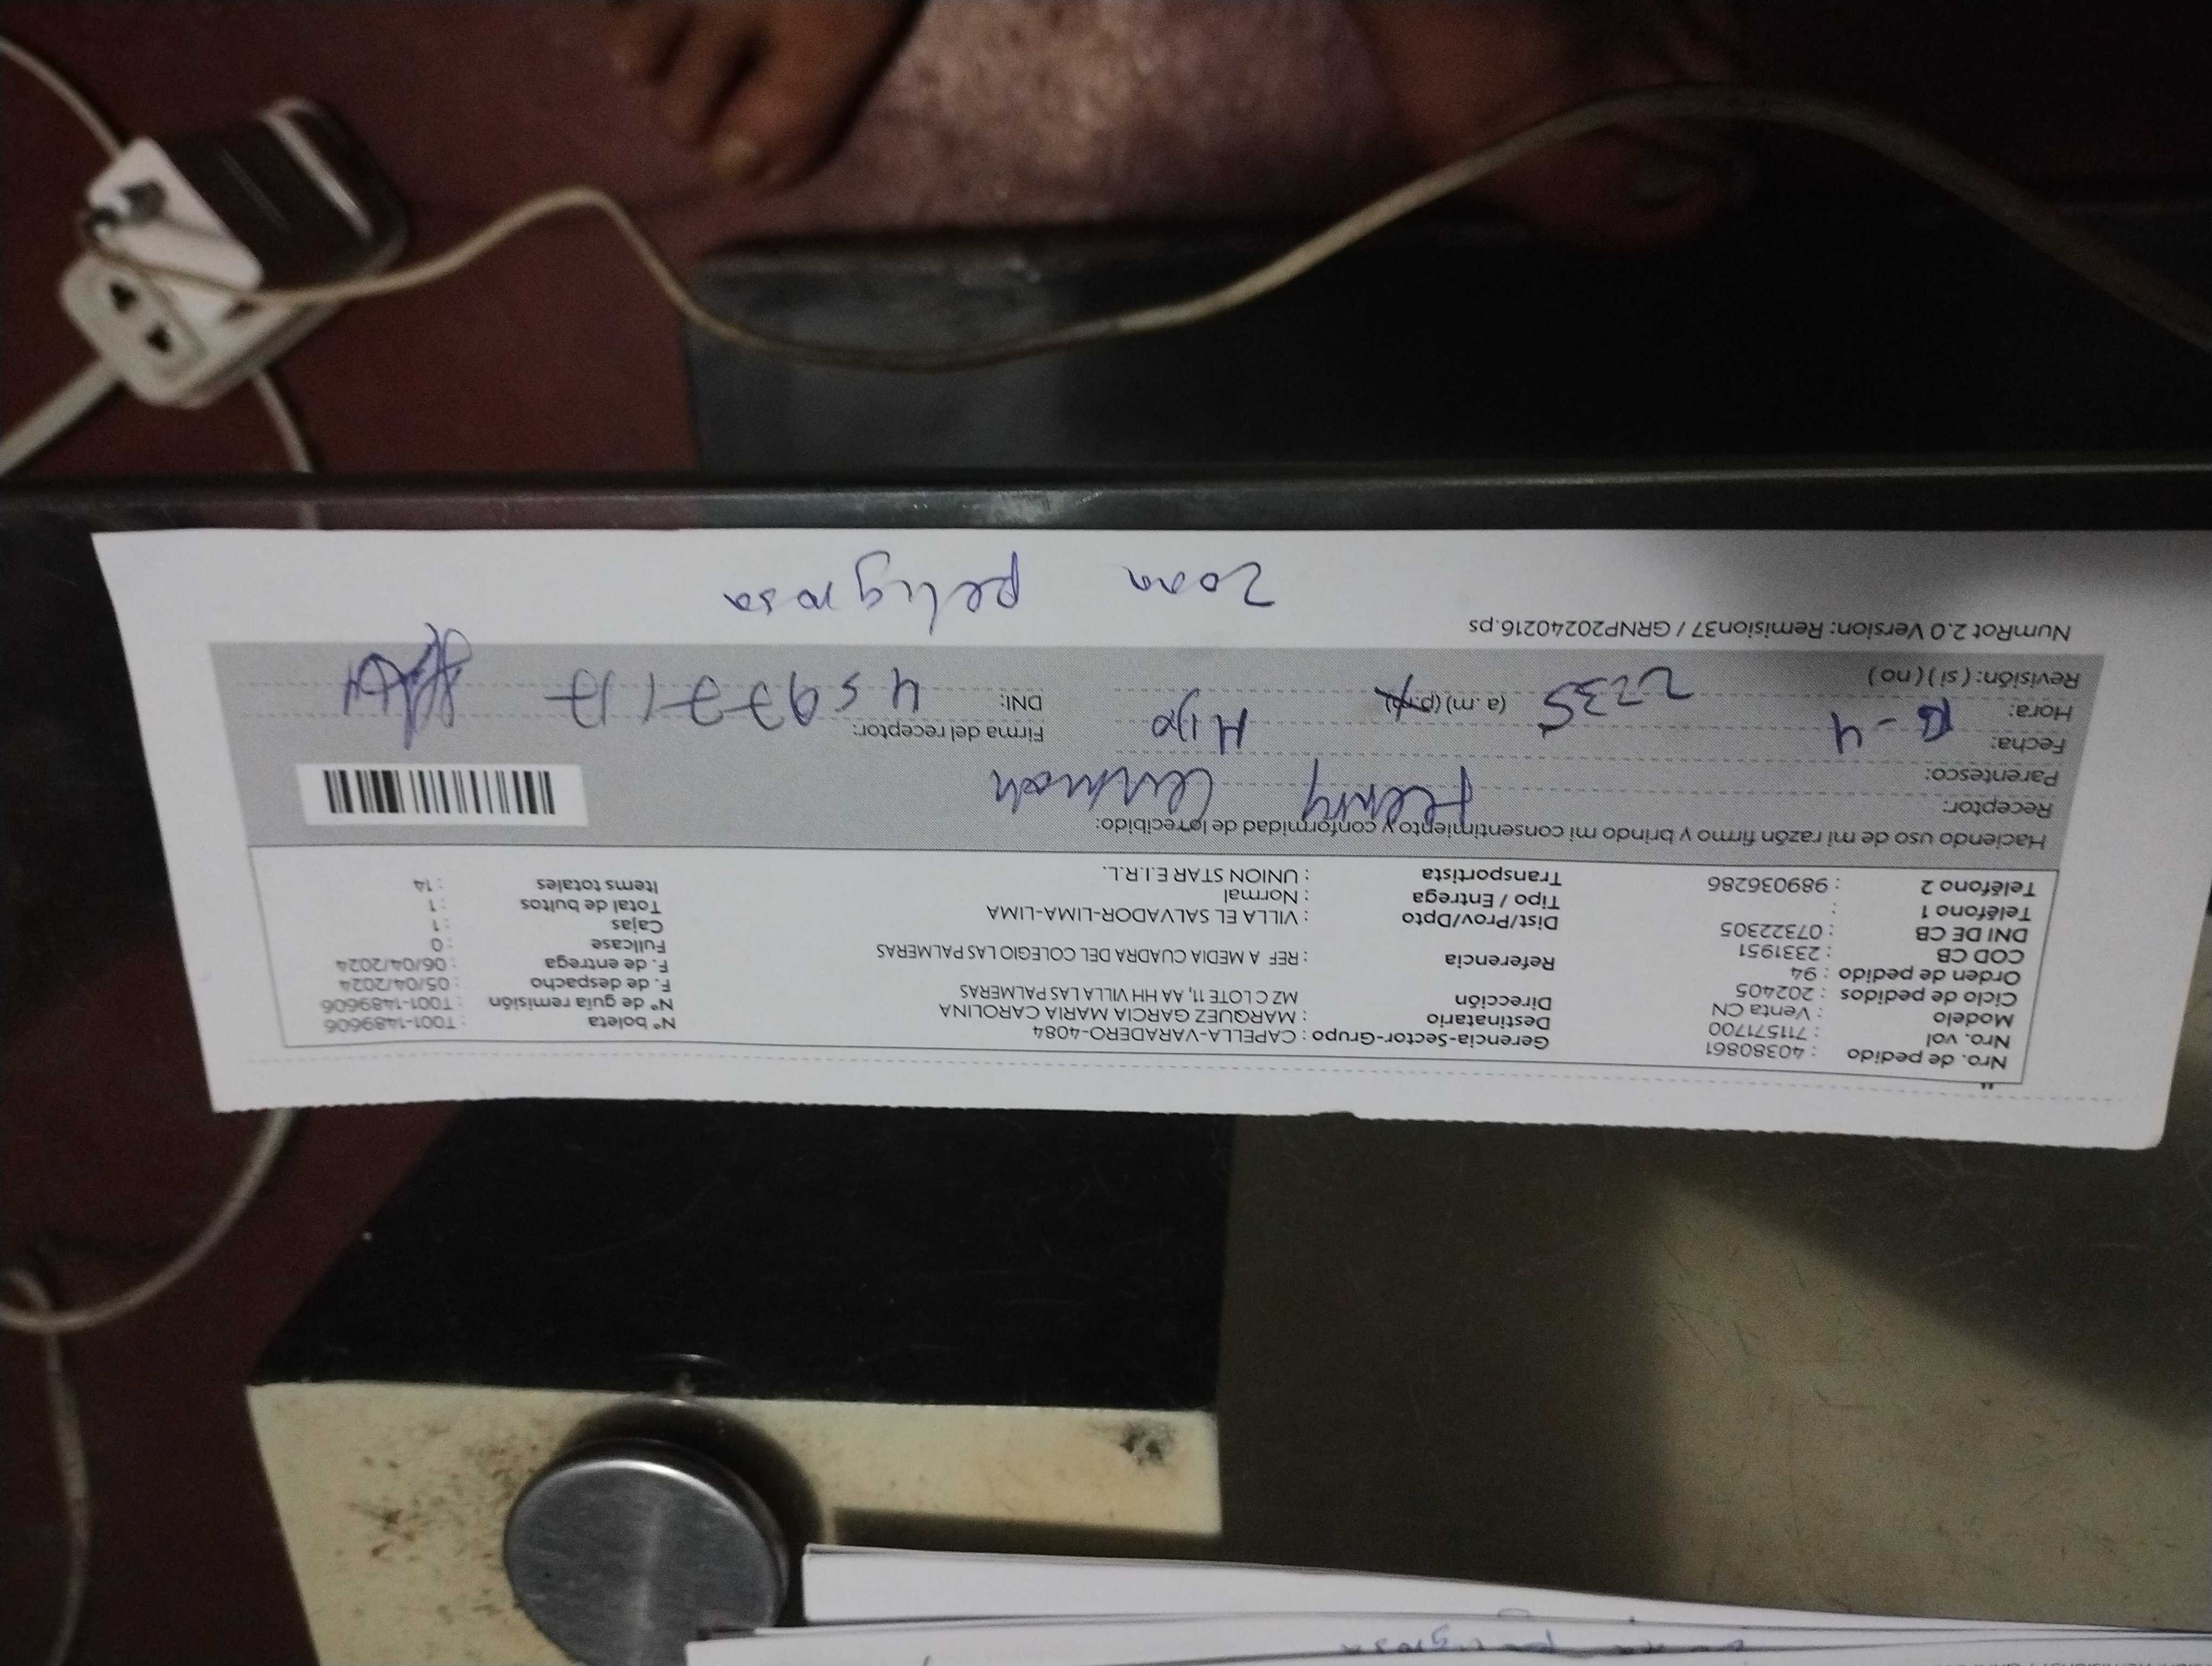 Nro. de pedido : 40380861
Nro. vol : 711571700
Modelo : Venta CN
Ciclo de pedidos : 202405
Orden de pedido : 94
COD CB : 2331951
DNI DE CB : 07322305
Teléfono 1 :
Teléfono 2 : 989036286
Gerencia-Sector-Grupo : CAPELLA-VARADERO-4084
Destinatario : MARQUEZ GARCIA MARIA CAROLINA
Dirección MZ C LOTE 11, AA HH VILLA LAS PALMERAS
Referencia : REF A MEDIA CUADRA DEL COLEGIO LAS PALMERAS
Dist/Prov/Dpto : VILLA EL SALVADOR-LIMA-LIMA
Tipo / Entrega : Normal
Transportista : UNION STAR E.I.R.L.
Nº boleta : T001-1489606
Nº de guía remisión : T001-1489606
F. de despacho : 05/04/2024
F. de entrega : 06/04/2024
Fullcase : 0
Cajas : 1
Total de bultos : 1
Items totales : 14
Haciendo uso de mi razón firmo y brindo mi consentimiento y conformidad de lo recibido:
Receptor: Henry
Parentesco: Hijo
Fecha:
Hora: 2235 (a.m) (p.m)
Revisión: (si) (no)
Firma del receptor:
DNI:
NumRot 2.0 Version: Remision37 / GRNP20240216.ps
zona peligrosa